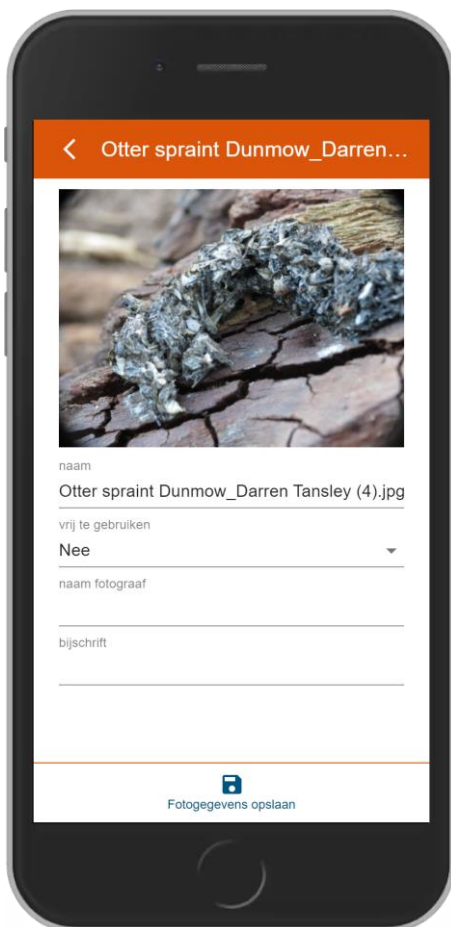 Otter spraint Dunmow_Darren...
naam
Otter spraint Dunmow_Darren Tansley (4).jpg
vrij te gebruiken
Nee
naam fotograaf
bijschrift
Fotogegevens opslaan